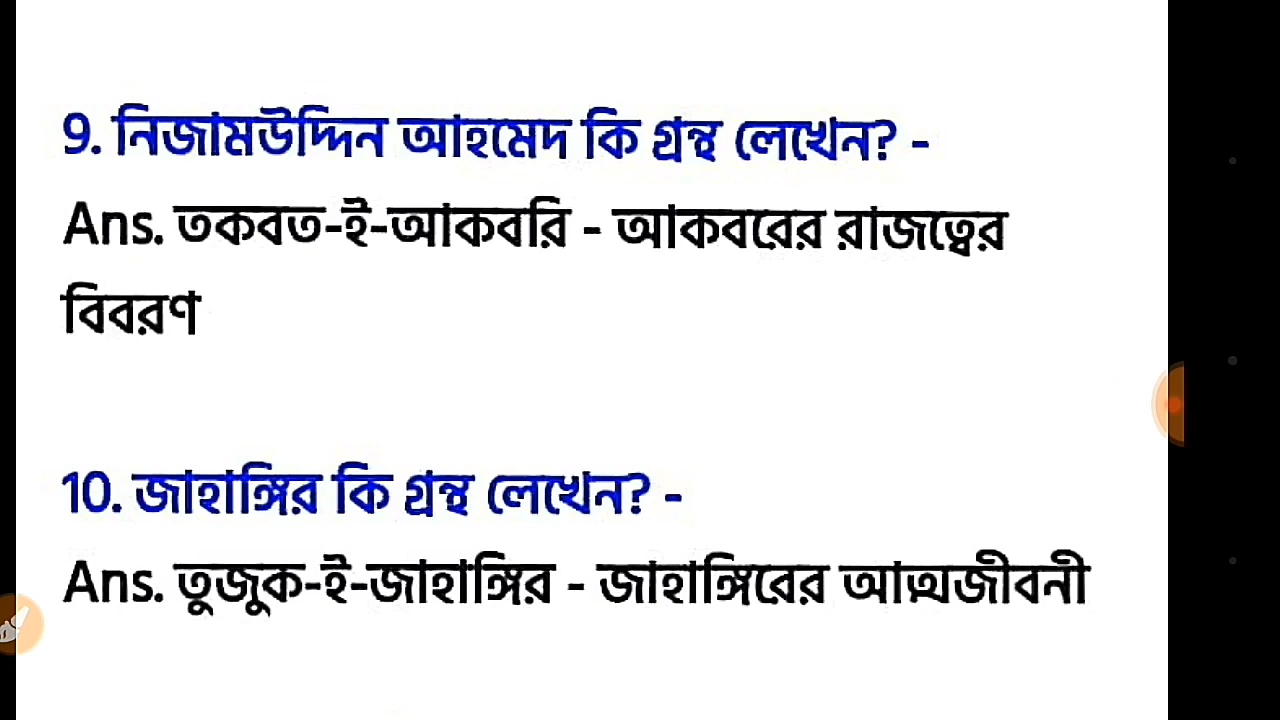 9. নিজামউদ্দিন আহমেদ কি গ্রন্থ লেখেন? -
Ans. তকবত-ই-আকবরি - আকবরের রাজত্বের
বিবরণ
10. জাহাঙ্গির কি গ্রন্থ লেখেন? -
Ans. তুজুক-ই-জাহাঙ্গির - জাহাঙ্গিরের আত্মজীবনী